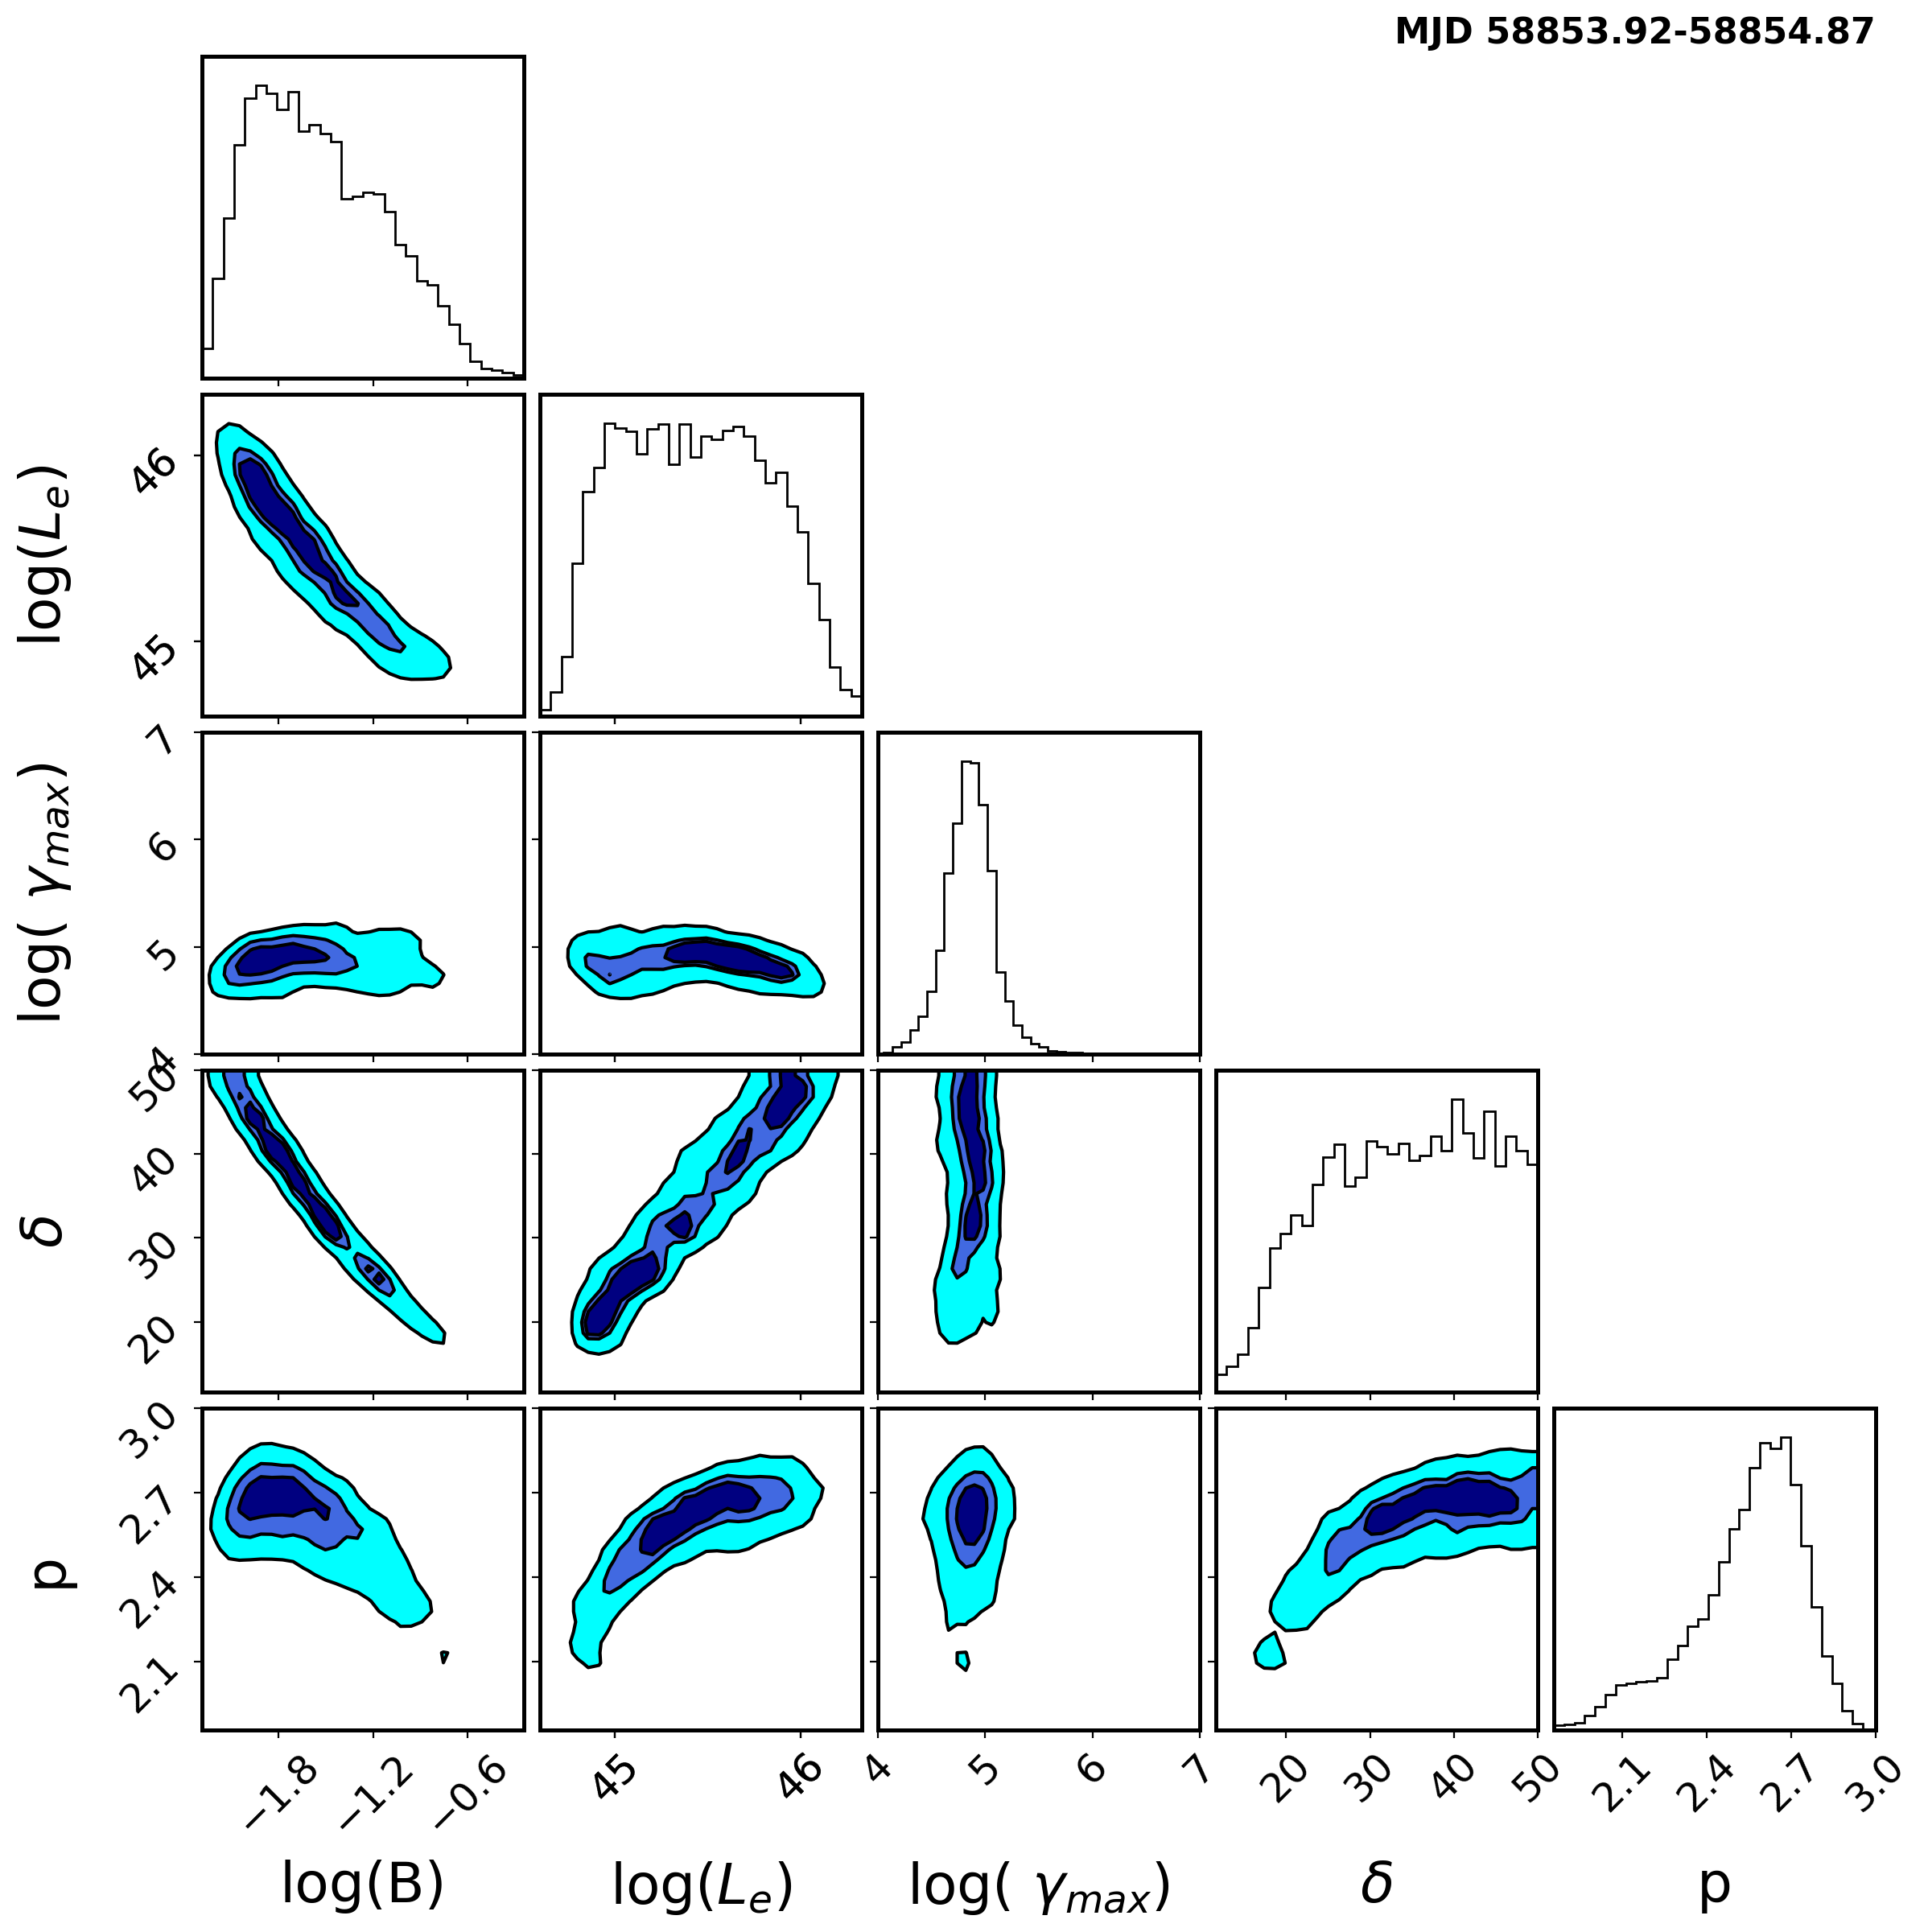 MJD 58853.92-58854.87
log(Lₑ)
46
45
log( γₘₐₓ)
7
6
5
4
δ
50
40
30
20
p
3.0
2.7
2.4
2.1
−1.8 −1.2 −0.6 45 46 4 5 6 7 20 30 40 50 2.1 2.4 2.7 3.0
log(B) log(Lₑ) log( γₘₐₓ) δ p